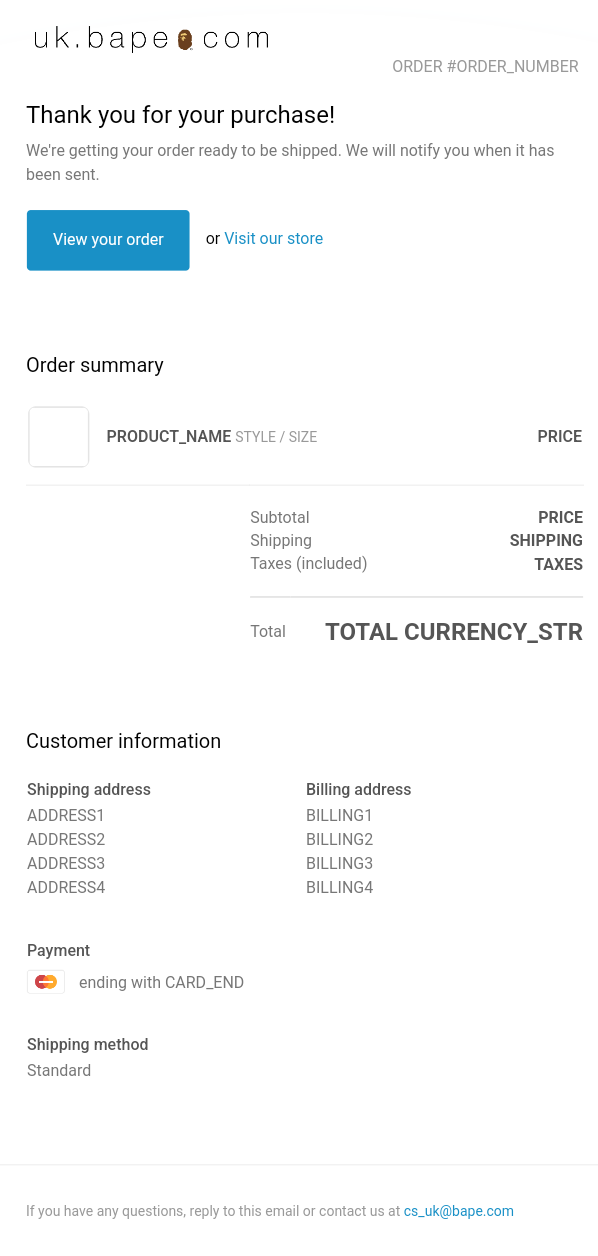 uk.bape.com
ORDER #ORDER_NUMBER
Thank you for your purchase!
We're getting your order ready to be shipped. We will notify you when it has
been sent.
View your order or Visit our store
Order summary
PRODUCT_NAME STYLE / SIZE PRICE
Subtotal PRICE
Shipping SHIPPING
Taxes (included) TAXES
Total TOTAL CURRENCY_STR
Customer information
Shipping address Billing address
ADDRESS1 BILLING1
ADDRESS2 BILLING2
ADDRESS3 BILLING3
ADDRESS4 BILLING4
Payment
ending with CARD_END
Shipping method
Standard
If you have any questions, reply to this email or contact us at cs_uk@bape.com